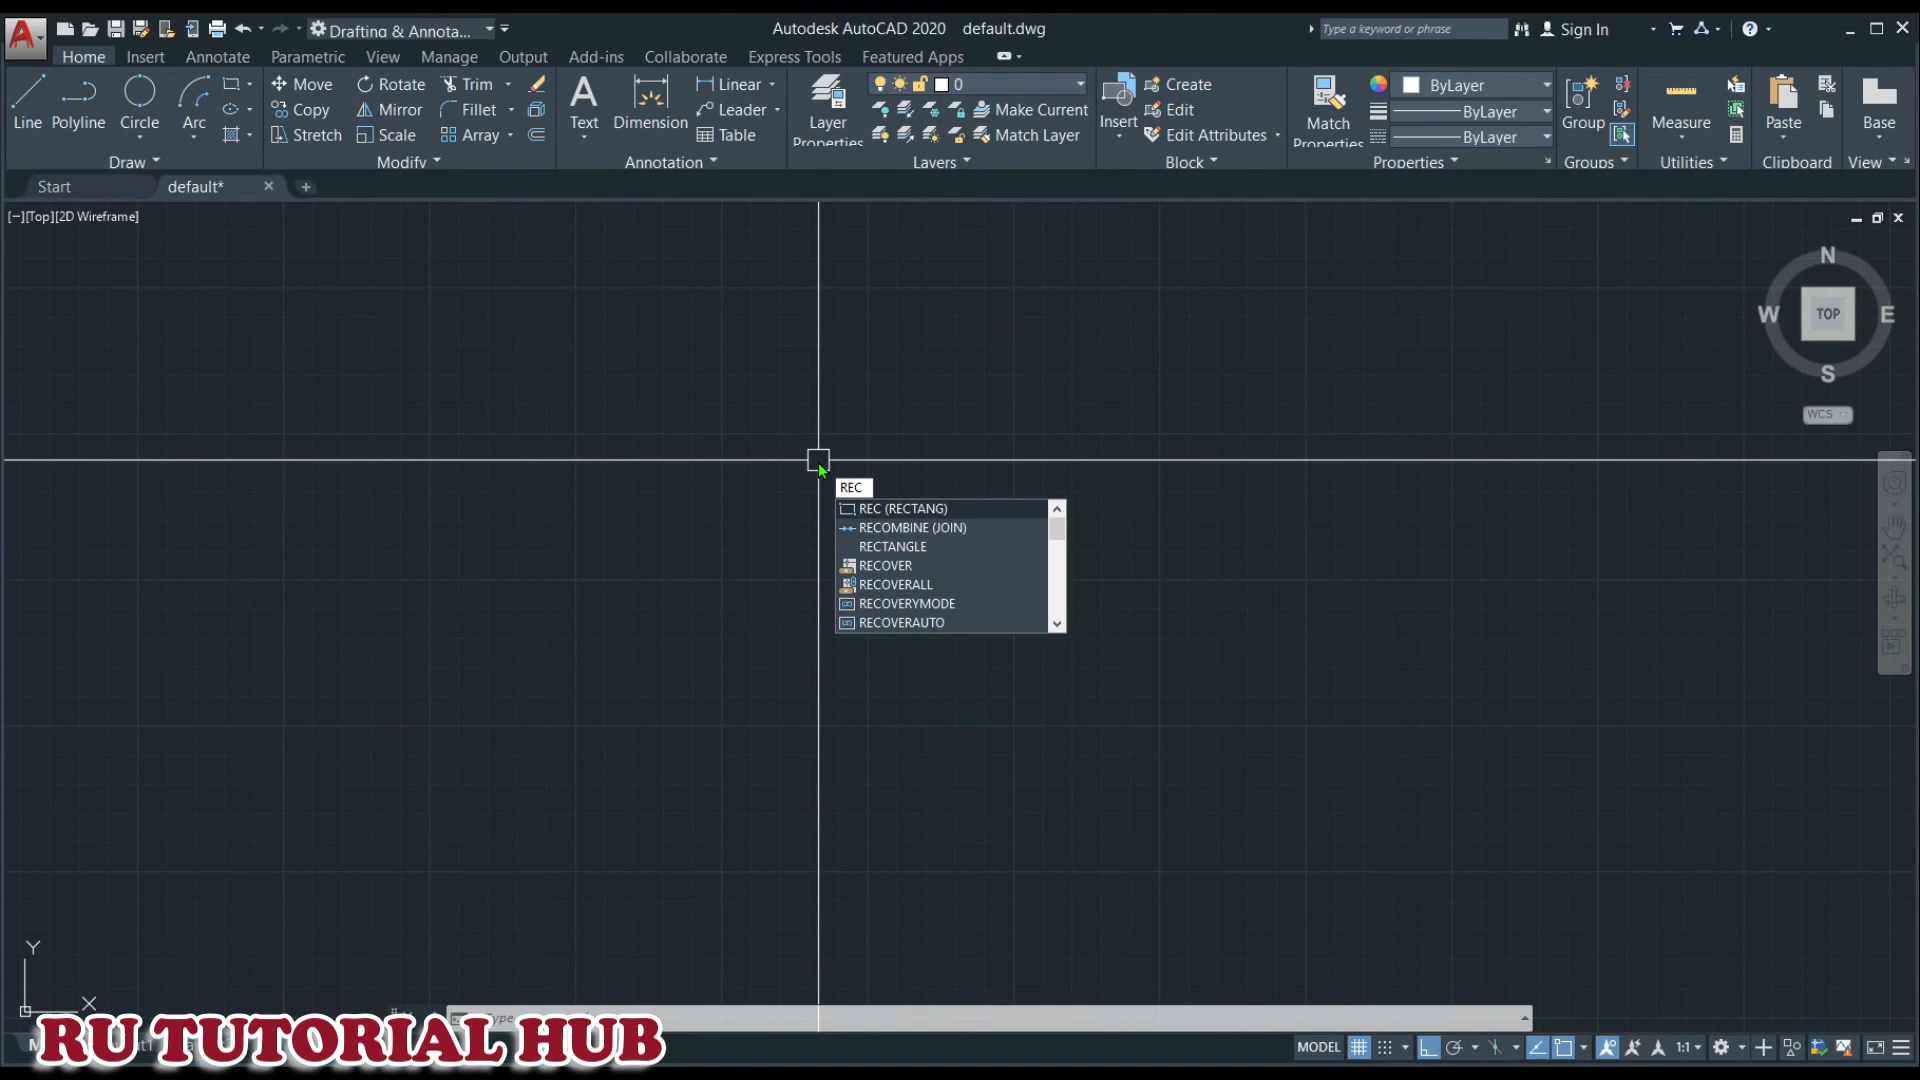 Drafting & Annota...
Autodesk AutoCAD 2020 default.dwg
Type a keyword or phrase
Sign In
Home Insert Annotate Parametric View Manage Output Add-ins Collaborate Express Tools Featured Apps
Move Rotate Trim
Linear
0
Create
ByLayer
Copy Mirror Fillet
Leader
Make Current
Edit
ByLayer
Line Polyline Circle Arc
Text Dimension
Layer Properties
Insert
Match Properties
Group
Measure
Paste
Base
Stretch Scale Array
Table
Match Layer
Edit Attributes
ByLayer
Draw Modify Annotation Layers Block Properties Groups Utilities Clipboard View
Start default*
[−][Top][2D Wireframe]
N
W TOP E
S
WCS
REC
REC (RECTANG)
RECOMBINE (JOIN)
RECTANGLE
RECOVER
RECOVERALL
RECOVERYMODE
RECOVERAUTO
Y
X
RU TUTORIAL HUB
MODEL
1:1